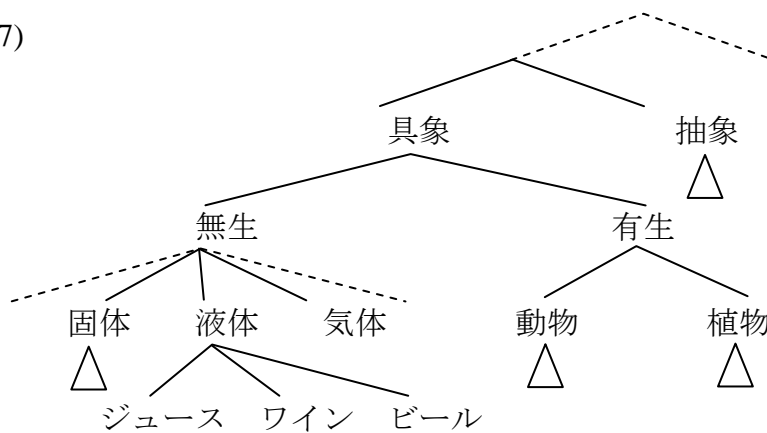 7)
具象 抽象
無生 有生
固体 液体 気体 動物 植物
ジュース ワイン ビール